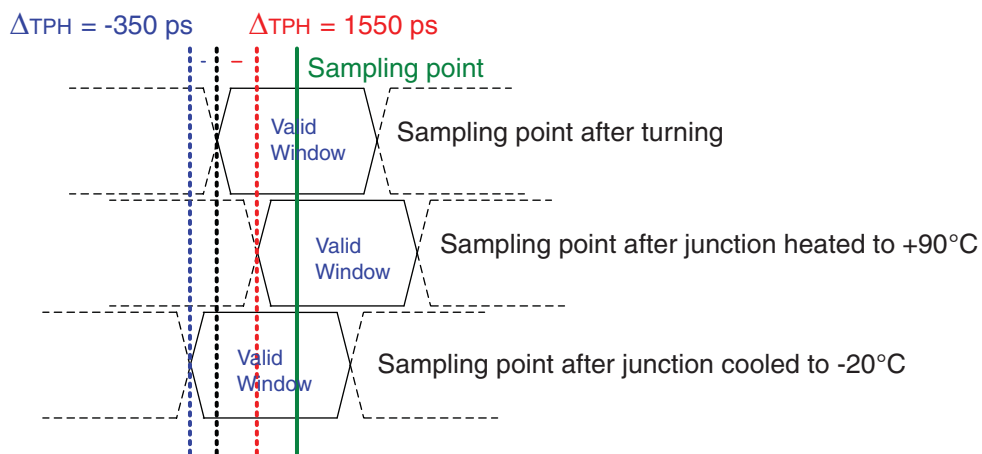 ΔTPH = -350 ps
ΔTPH = 1550 ps
- –
Sampling point
Valid
Window
Sampling point after turning
Valid
Window
Sampling point after junction heated to +90°C
Valid
Window
Sampling point after junction cooled to -20°C